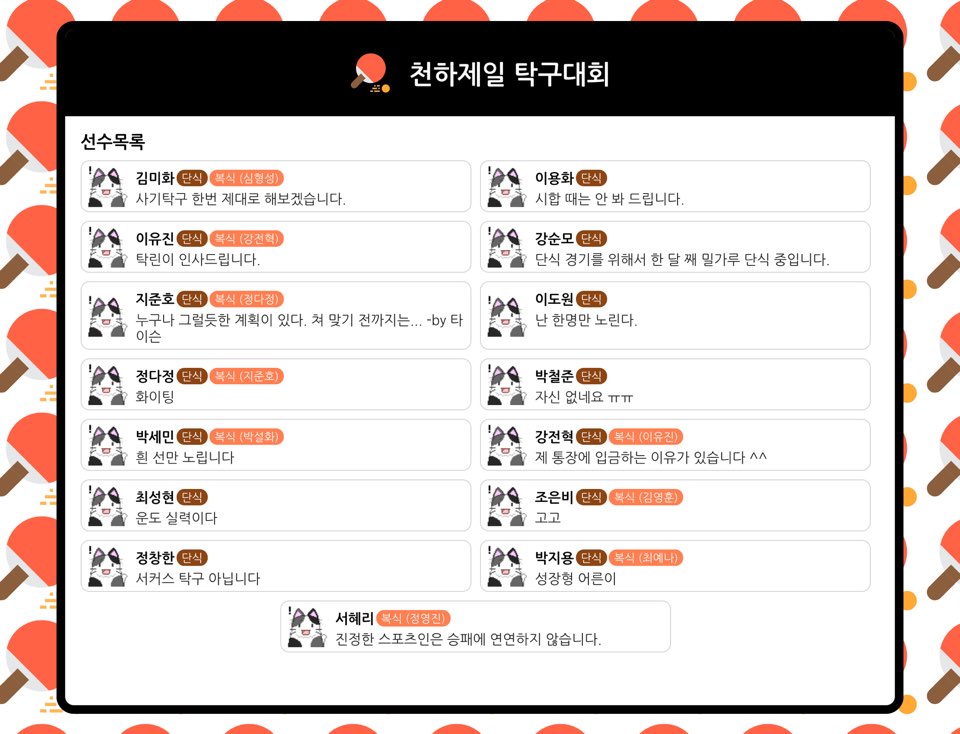 천하제일 탁구대회
선수목록
김미화 단식 복식 (심형성)
사기탁구 한번 제대로 해보겠습니다.
이용화 단식
시합 때는 안 봐 드립니다.
이유진 단식 복식 (강전혁)
탁린이 인사드립니다.
강순모 단식
단식 경기를 위해서 한 달 째 밀가루 단식 중입니다.
지준호 단식 복식 (정다정)
누구나 그럴듯한 계획이 있다. 쳐 맞기 전까지는... -by 타
이슨
이도원 단식
난 한명만 노린다.
정다정 단식 복식 (지준호)
화이팅
박철준 단식
자신 없네요 ㅠㅠ
박세민 단식 복식 (박설화)
흰 선만 노립니다
강전혁 단식 복식 (이유진)
제 통장에 입금하는 이유가 있습니다 ^^
최성현 단식
운도 실력이다
조은비 단식 복식 (김영훈)
고고
정창한 단식
서커스 탁구 아닙니다
박지용 단식 복식 (최예나)
성장형 어른이
서혜리 복식 (정영진)
진정한 스포츠인은 승패에 연연하지 않습니다.